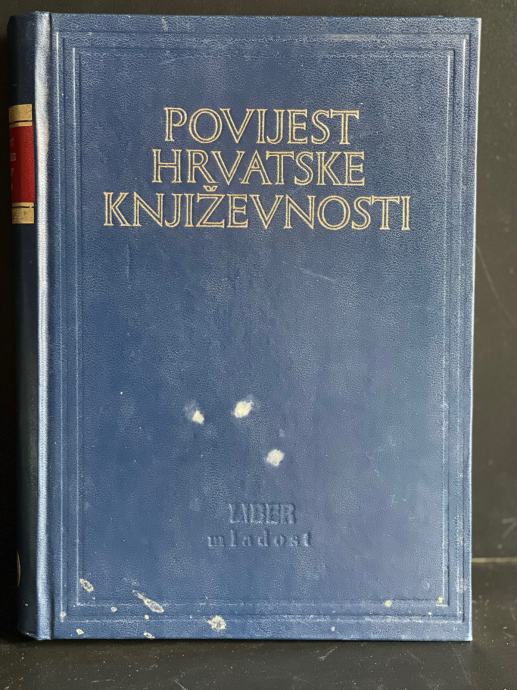 POVIJEST
HRVATSKE
KNJIŽEVNOSTI
LIBER
mladost